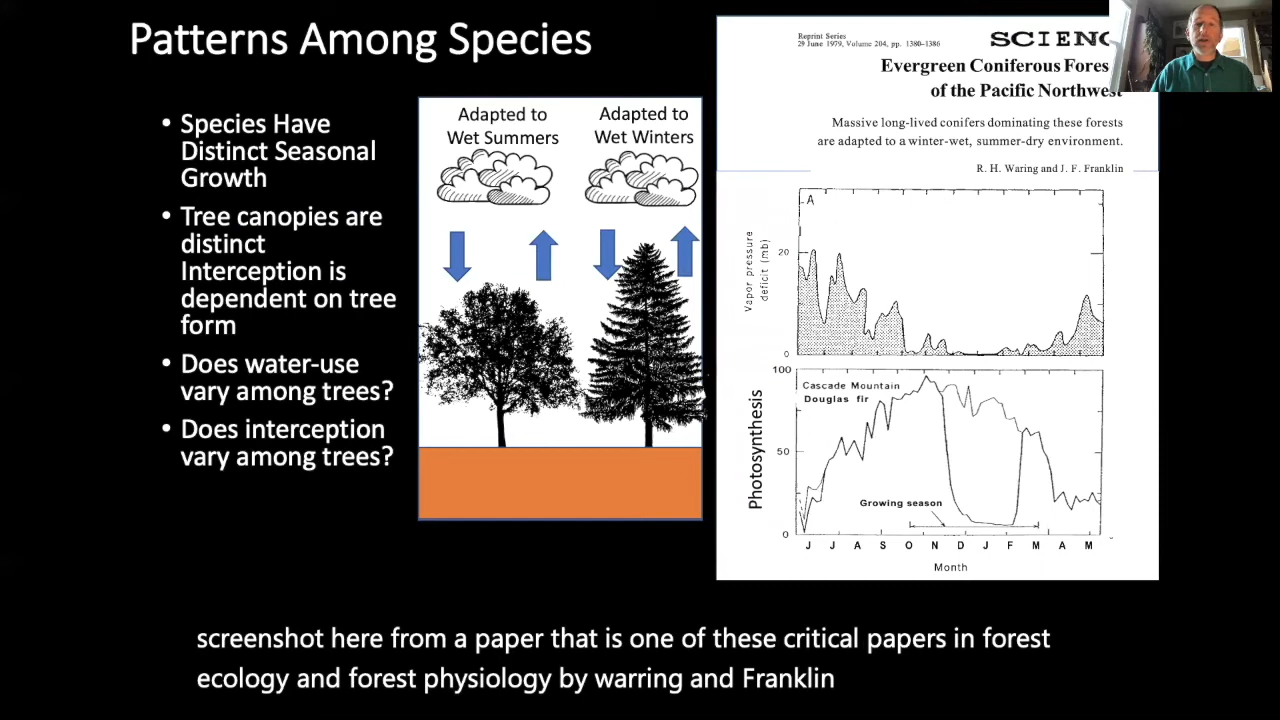 Patterns Among Species
• Species Have
Distinct Seasonal
Growth
• Tree canopies are
distinct
Interception is
dependent on tree
form
• Does water-use
vary among trees?
• Does interception
vary among trees?
Adapted to
Wet Summers
Adapted to
Wet Winters
Reprint Series
29 June 1979, Volume 204, pp. 1380–1386
SCIENC
Evergreen Coniferous Fores
of the Pacific Northwest
Massive long-lived conifers dominating these forests
are adapted to a winter-wet, summer-dry environment.
R. H. Waring and J. F. Franklin
A
Vapor pressure
deficit (mb)
20
0
Photosynthesis
100
50
0
Cascade Mountain
Douglas fir
Growing season
J J A S O N D J F M A M
Month
screenshot here from a paper that is one of these critical papers in forest
ecology and forest physiology by warring and Franklin